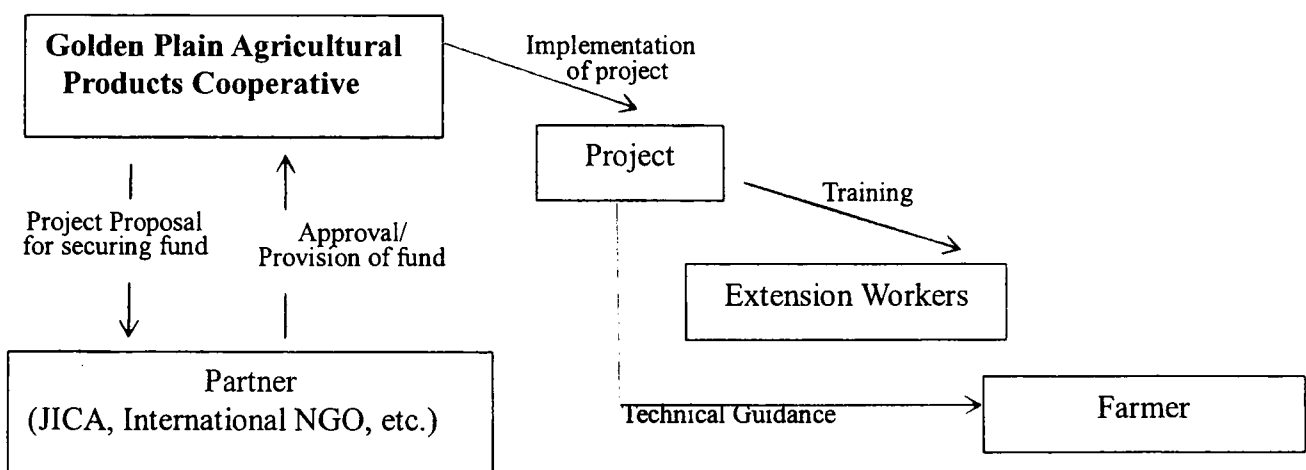 Golden Plain Agricultural
Products Cooperative
Implementation
of project
Project
Training
Project Proposal
for securing fund
Approval/
Provision of fund
Extension Workers
Partner
(JICA, International NGO, etc.)
Technical Guidance
Farmer